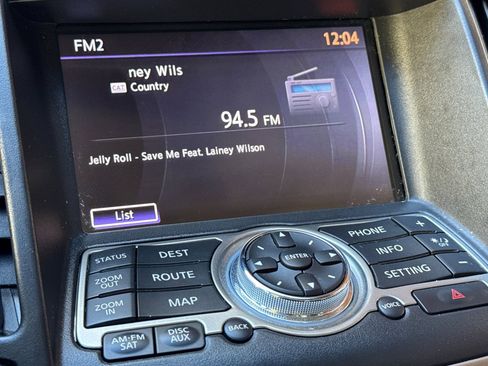 FM2 12:04
ney Wils
CAT. Country
94.5 FM
Jelly Roll - Save Me Feat. Lainey Wilson
List
STATUS DEST PHONE +
ZOOM OUT ROUTE ENTER INFO
ZOOM IN MAP SETTING -
AM·FM SAT DISC AUX BACK VOICE